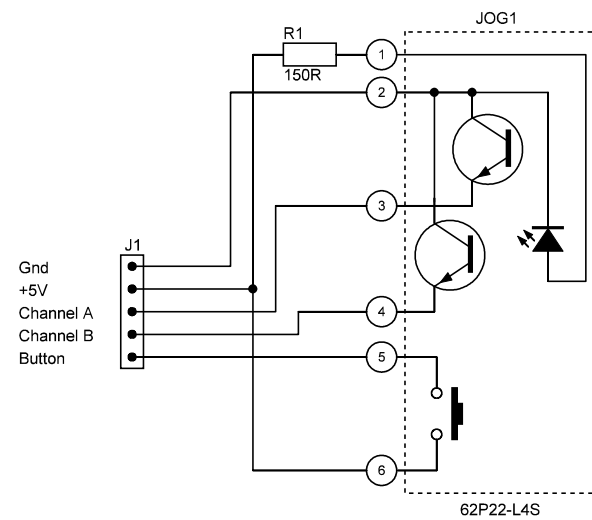 JOG1
R1
150R
1
2
3
4
5
6
J1
Gnd
+5V
Channel A
Channel B
Button
62P22-L4S